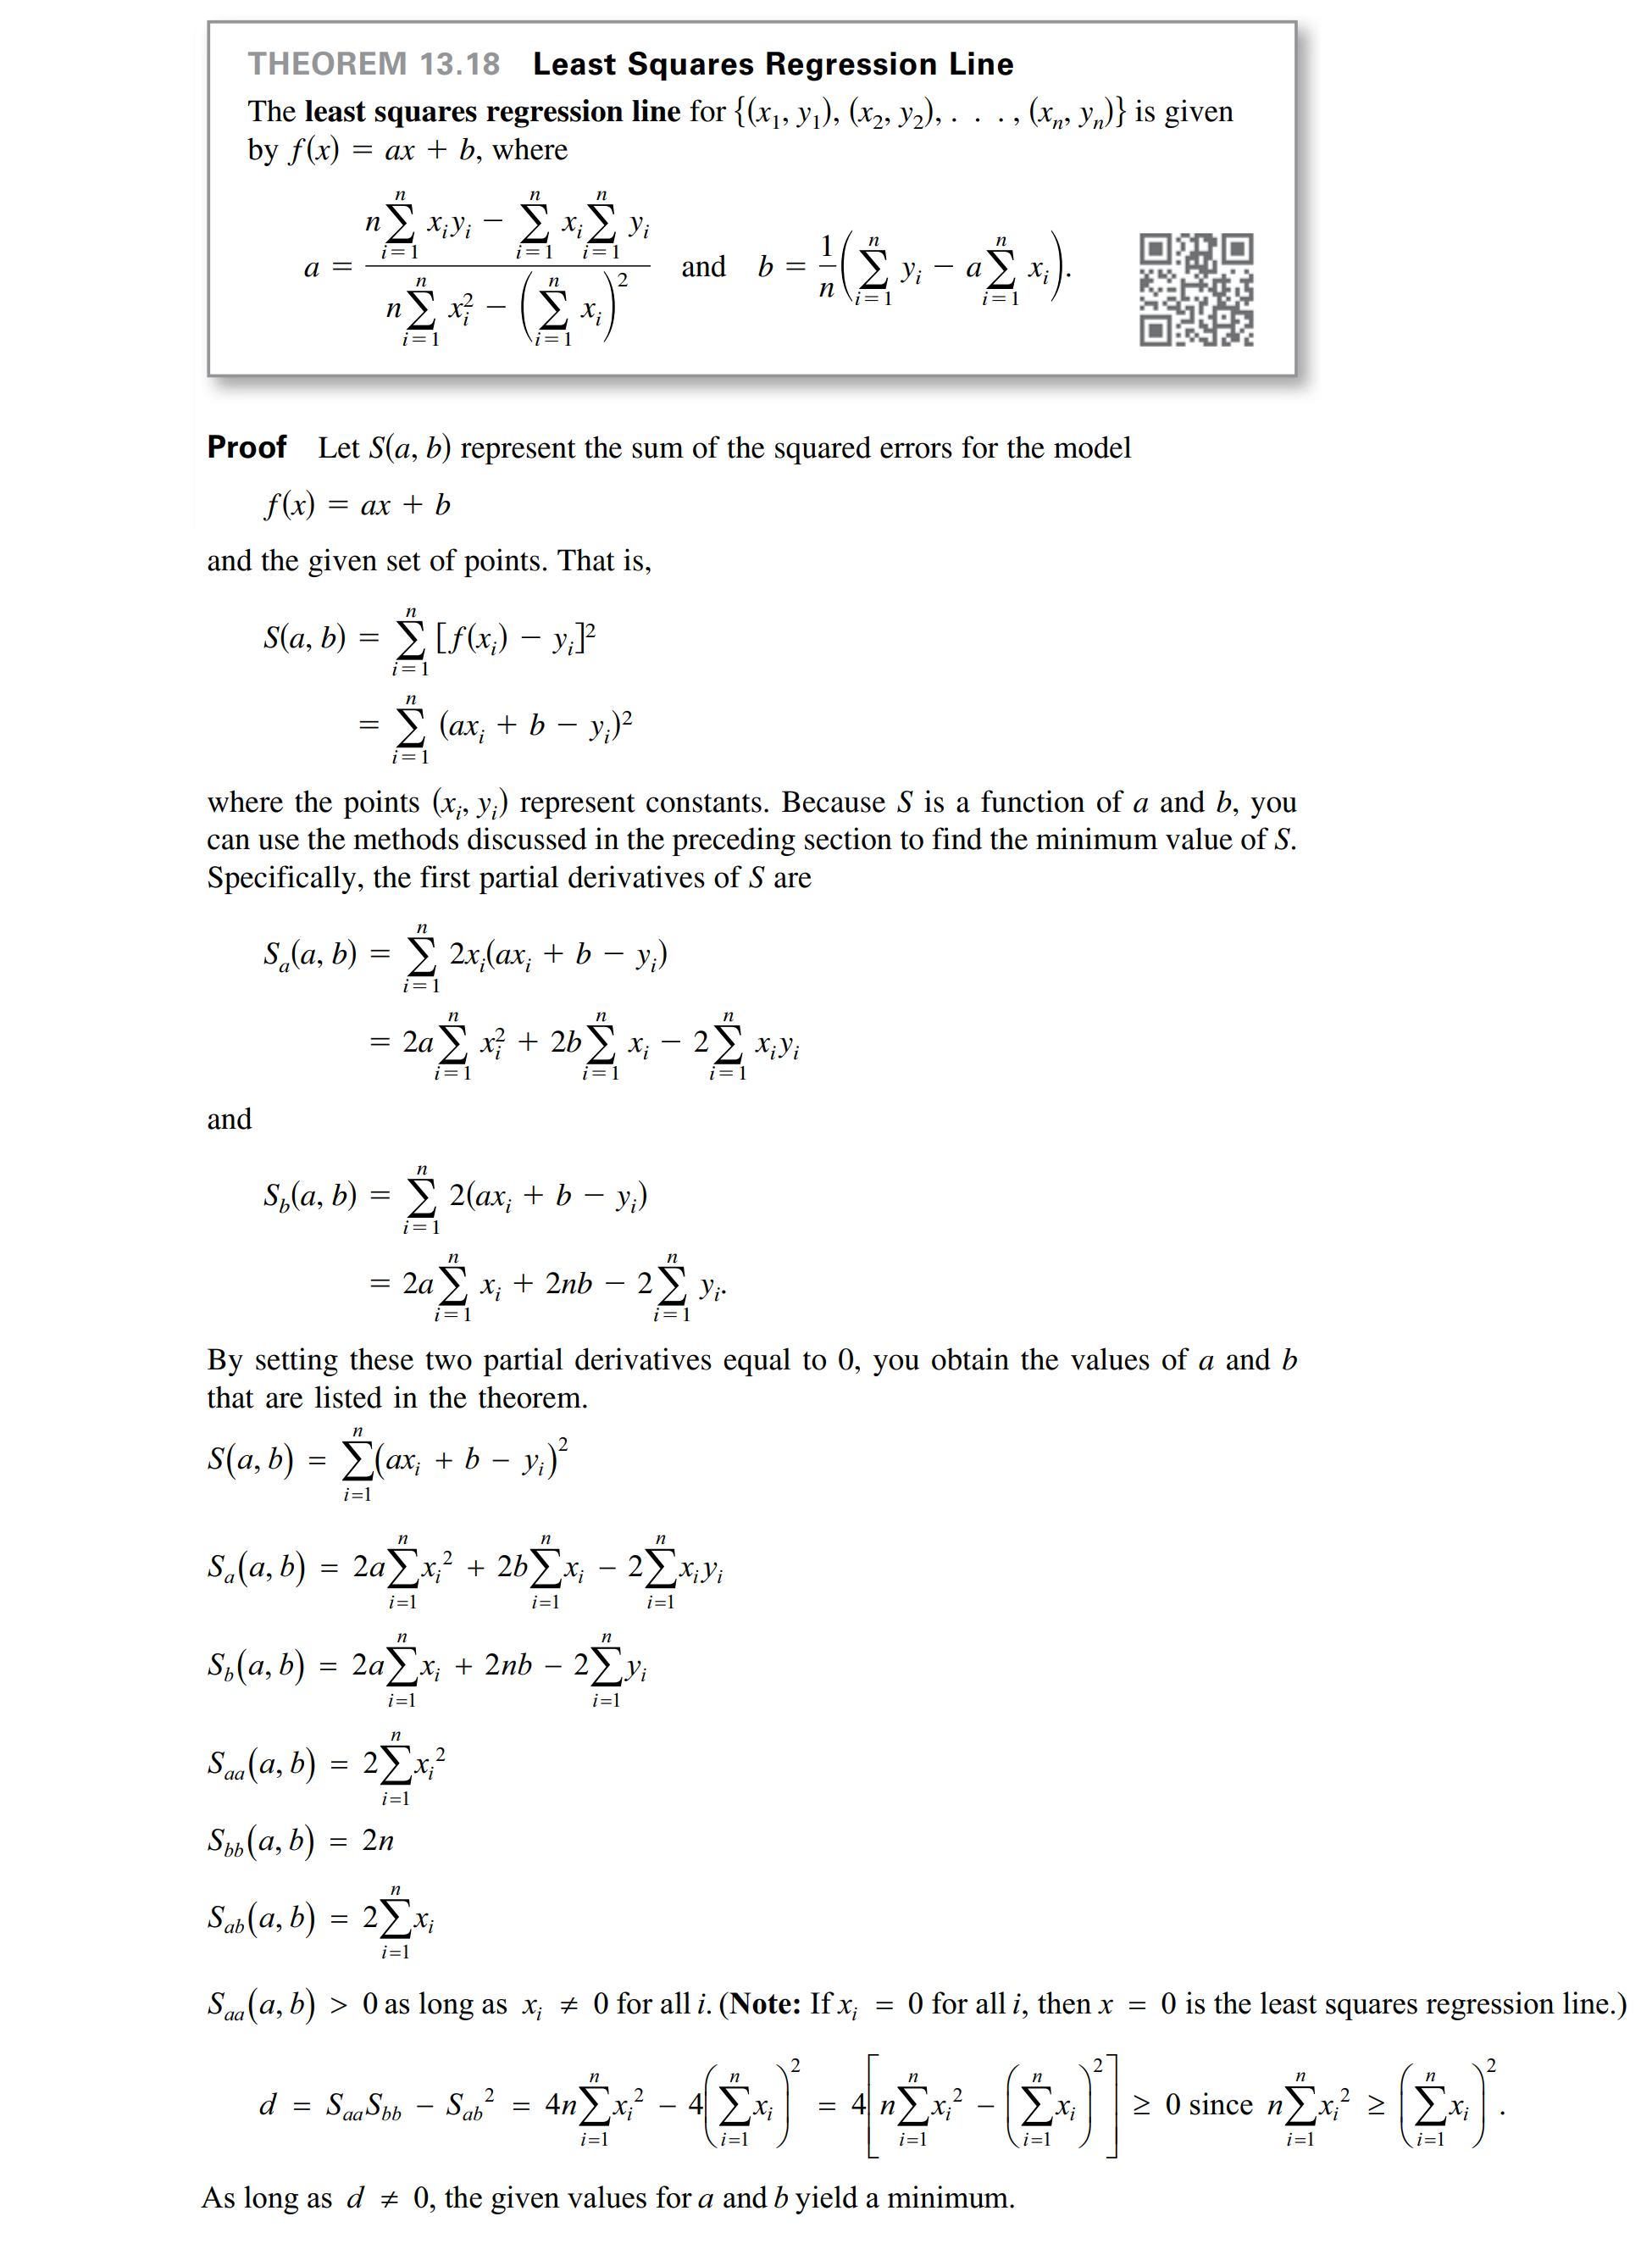 THEOREM 13.18 Least Squares Regression Line
The least squares regression line for {(x₁, y₁), (x₂, y₂), . . . , (xₙ, yₙ)} is given
by f(x) = ax + b, where
a = \frac{n\sum_{i=1}^{n} x_i y_i - \sum_{i=1}^{n} x_i \sum_{i=1}^{n} y_i}{n\sum_{i=1}^{n} x_i^2 - \left(\sum_{i=1}^{n} x_i\right)^2} and b = \frac{1}{n}\left(\sum_{i=1}^{n} y_i - a\sum_{i=1}^{n} x_i\right).
Proof Let S(a, b) represent the sum of the squared errors for the model
f(x) = ax + b
and the given set of points. That is,
S(a, b) = \sum_{i=1}^{n} [f(x_i) - y_i]^2
= \sum_{i=1}^{n} (ax_i + b - y_i)^2
where the points (x_i, y_i) represent constants. Because S is a function of a and b, you
can use the methods discussed in the preceding section to find the minimum value of S.
Specifically, the first partial derivatives of S are
S_a(a, b) = \sum_{i=1}^{n} 2x_i(ax_i + b - y_i)
= 2a\sum_{i=1}^{n} x_i^2 + 2b\sum_{i=1}^{n} x_i - 2\sum_{i=1}^{n} x_i y_i
and
S_b(a, b) = \sum_{i=1}^{n} 2(ax_i + b - y_i)
= 2a\sum_{i=1}^{n} x_i + 2nb - 2\sum_{i=1}^{n} y_i.
By setting these two partial derivatives equal to 0, you obtain the values of a and b
that are listed in the theorem.
S(a, b) = \sum_{i=1}^{n} (ax_i + b - y_i)^2
S_a(a, b) = 2a\sum_{i=1}^{n} x_i^2 + 2b\sum_{i=1}^{n} x_i - 2\sum_{i=1}^{n} x_i y_i
S_b(a, b) = 2a\sum_{i=1}^{n} x_i + 2nb - 2\sum_{i=1}^{n} y_i
S_{aa}(a, b) = 2\sum_{i=1}^{n} x_i^2
S_{bb}(a, b) = 2n
S_{ab}(a, b) = 2\sum_{i=1}^{n} x_i
S_{aa}(a, b) > 0 as long as x_i ≠ 0 for all i. (Note: If x_i = 0 for all i, then x = 0 is the least squares regression line.)
d = S_{aa}S_{bb} - S_{ab}^2 = 4n\sum_{i=1}^{n} x_i^2 - 4\left(\sum_{i=1}^{n} x_i\right)^2 = 4\left[n\sum_{i=1}^{n} x_i^2 - \left(\sum_{i=1}^{n} x_i\right)^2\right] ≥ 0 since n\sum_{i=1}^{n} x_i^2 ≥ \left(\sum_{i=1}^{n} x_i\right)^2.
As long as d ≠ 0, the given values for a and b yield a minimum.